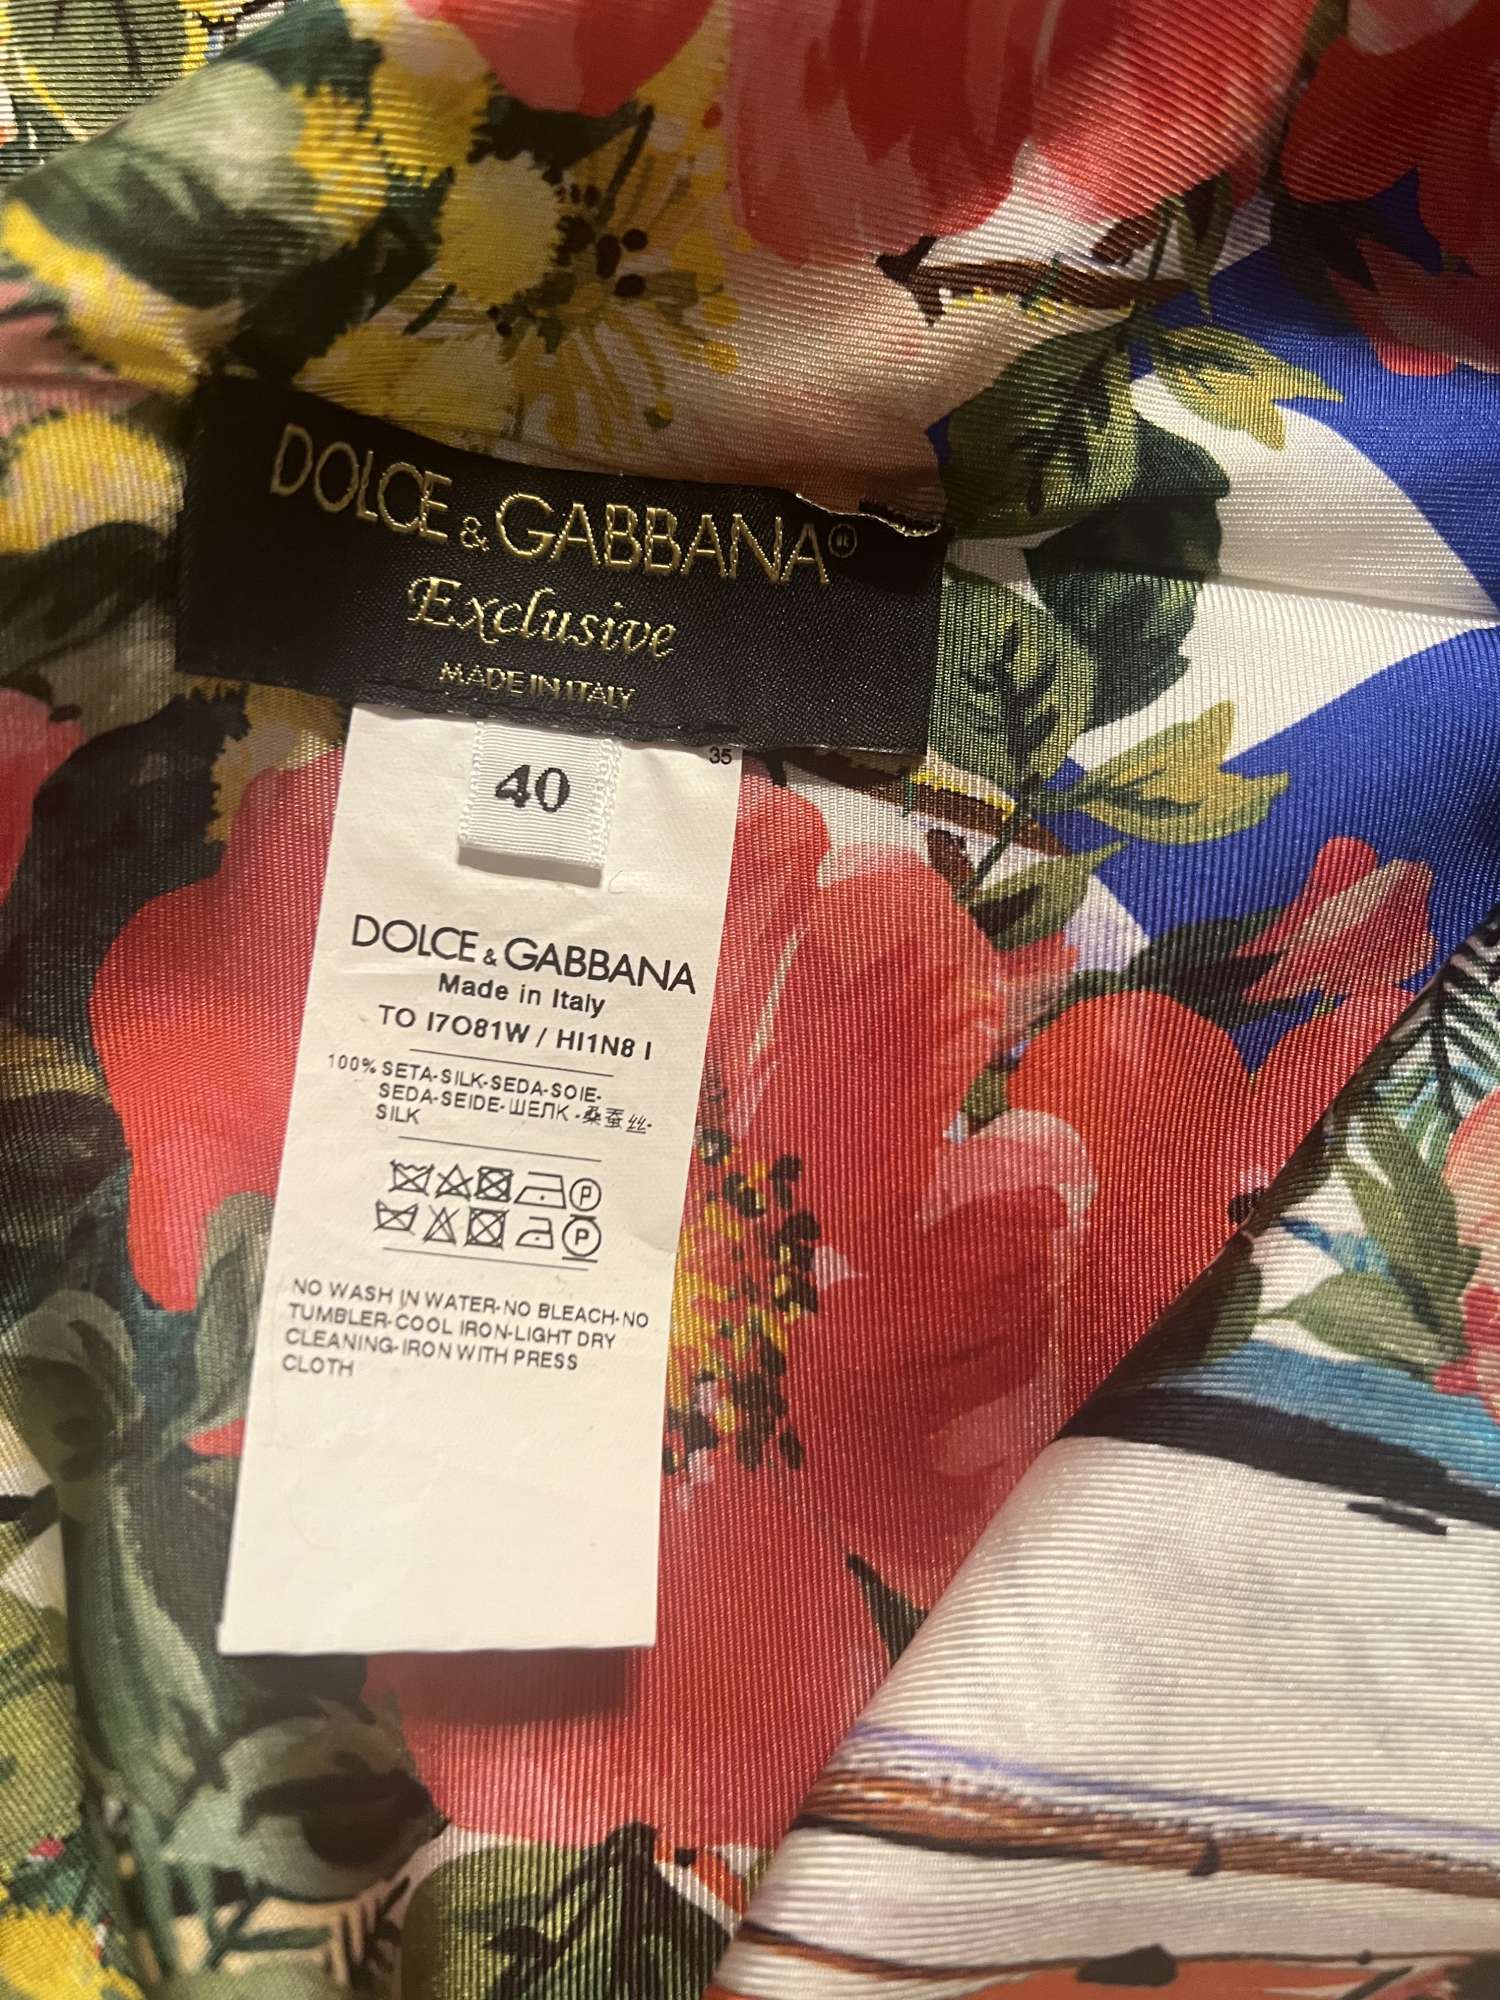 DOLCE & GABBANA®
Exclusive
MADE IN ITALY
35
40
DOLCE & GABBANA
Made in Italy
TO I7O81W / HI1N8 I
100% SETA-SILK-SEDA-SOIE-
SEDA-SEIDE-ШЕЛК-桑蚕丝-
SILK
P
P
NO WASH IN WATER-NO BLEACH-NO
TUMBLER-COOL IRON-LIGHT DRY
CLEANING-IRON WITH PRESS
CLOTH